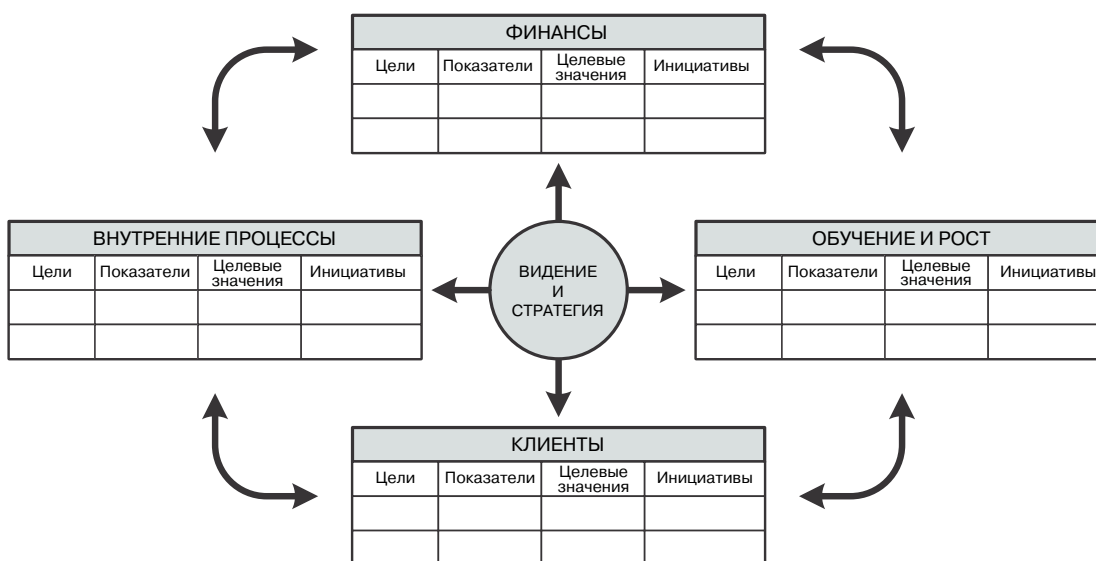 ФИНАНСЫ
Цели Показатели Целевые значения Инициативы
ВНУТРЕННИЕ ПРОЦЕССЫ
Цели Показатели Целевые значения Инициативы
ВИДЕНИЕ
И
СТРАТЕГИЯ
ОБУЧЕНИЕ И РОСТ
Цели Показатели Целевые значения Инициативы
КЛИЕНТЫ
Цели Показатели Целевые значения Инициативы